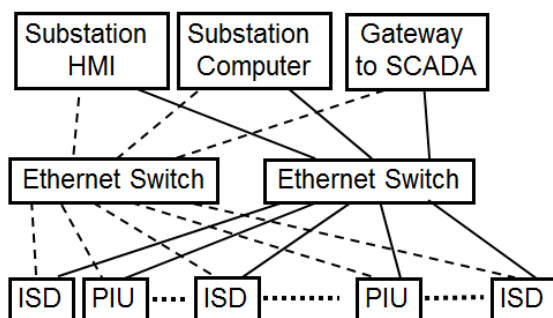 Substation
HMI
Substation
Computer
Gateway
to SCADA
Ethernet Switch
Ethernet Switch
ISD
PIU
ISD
PIU
ISD